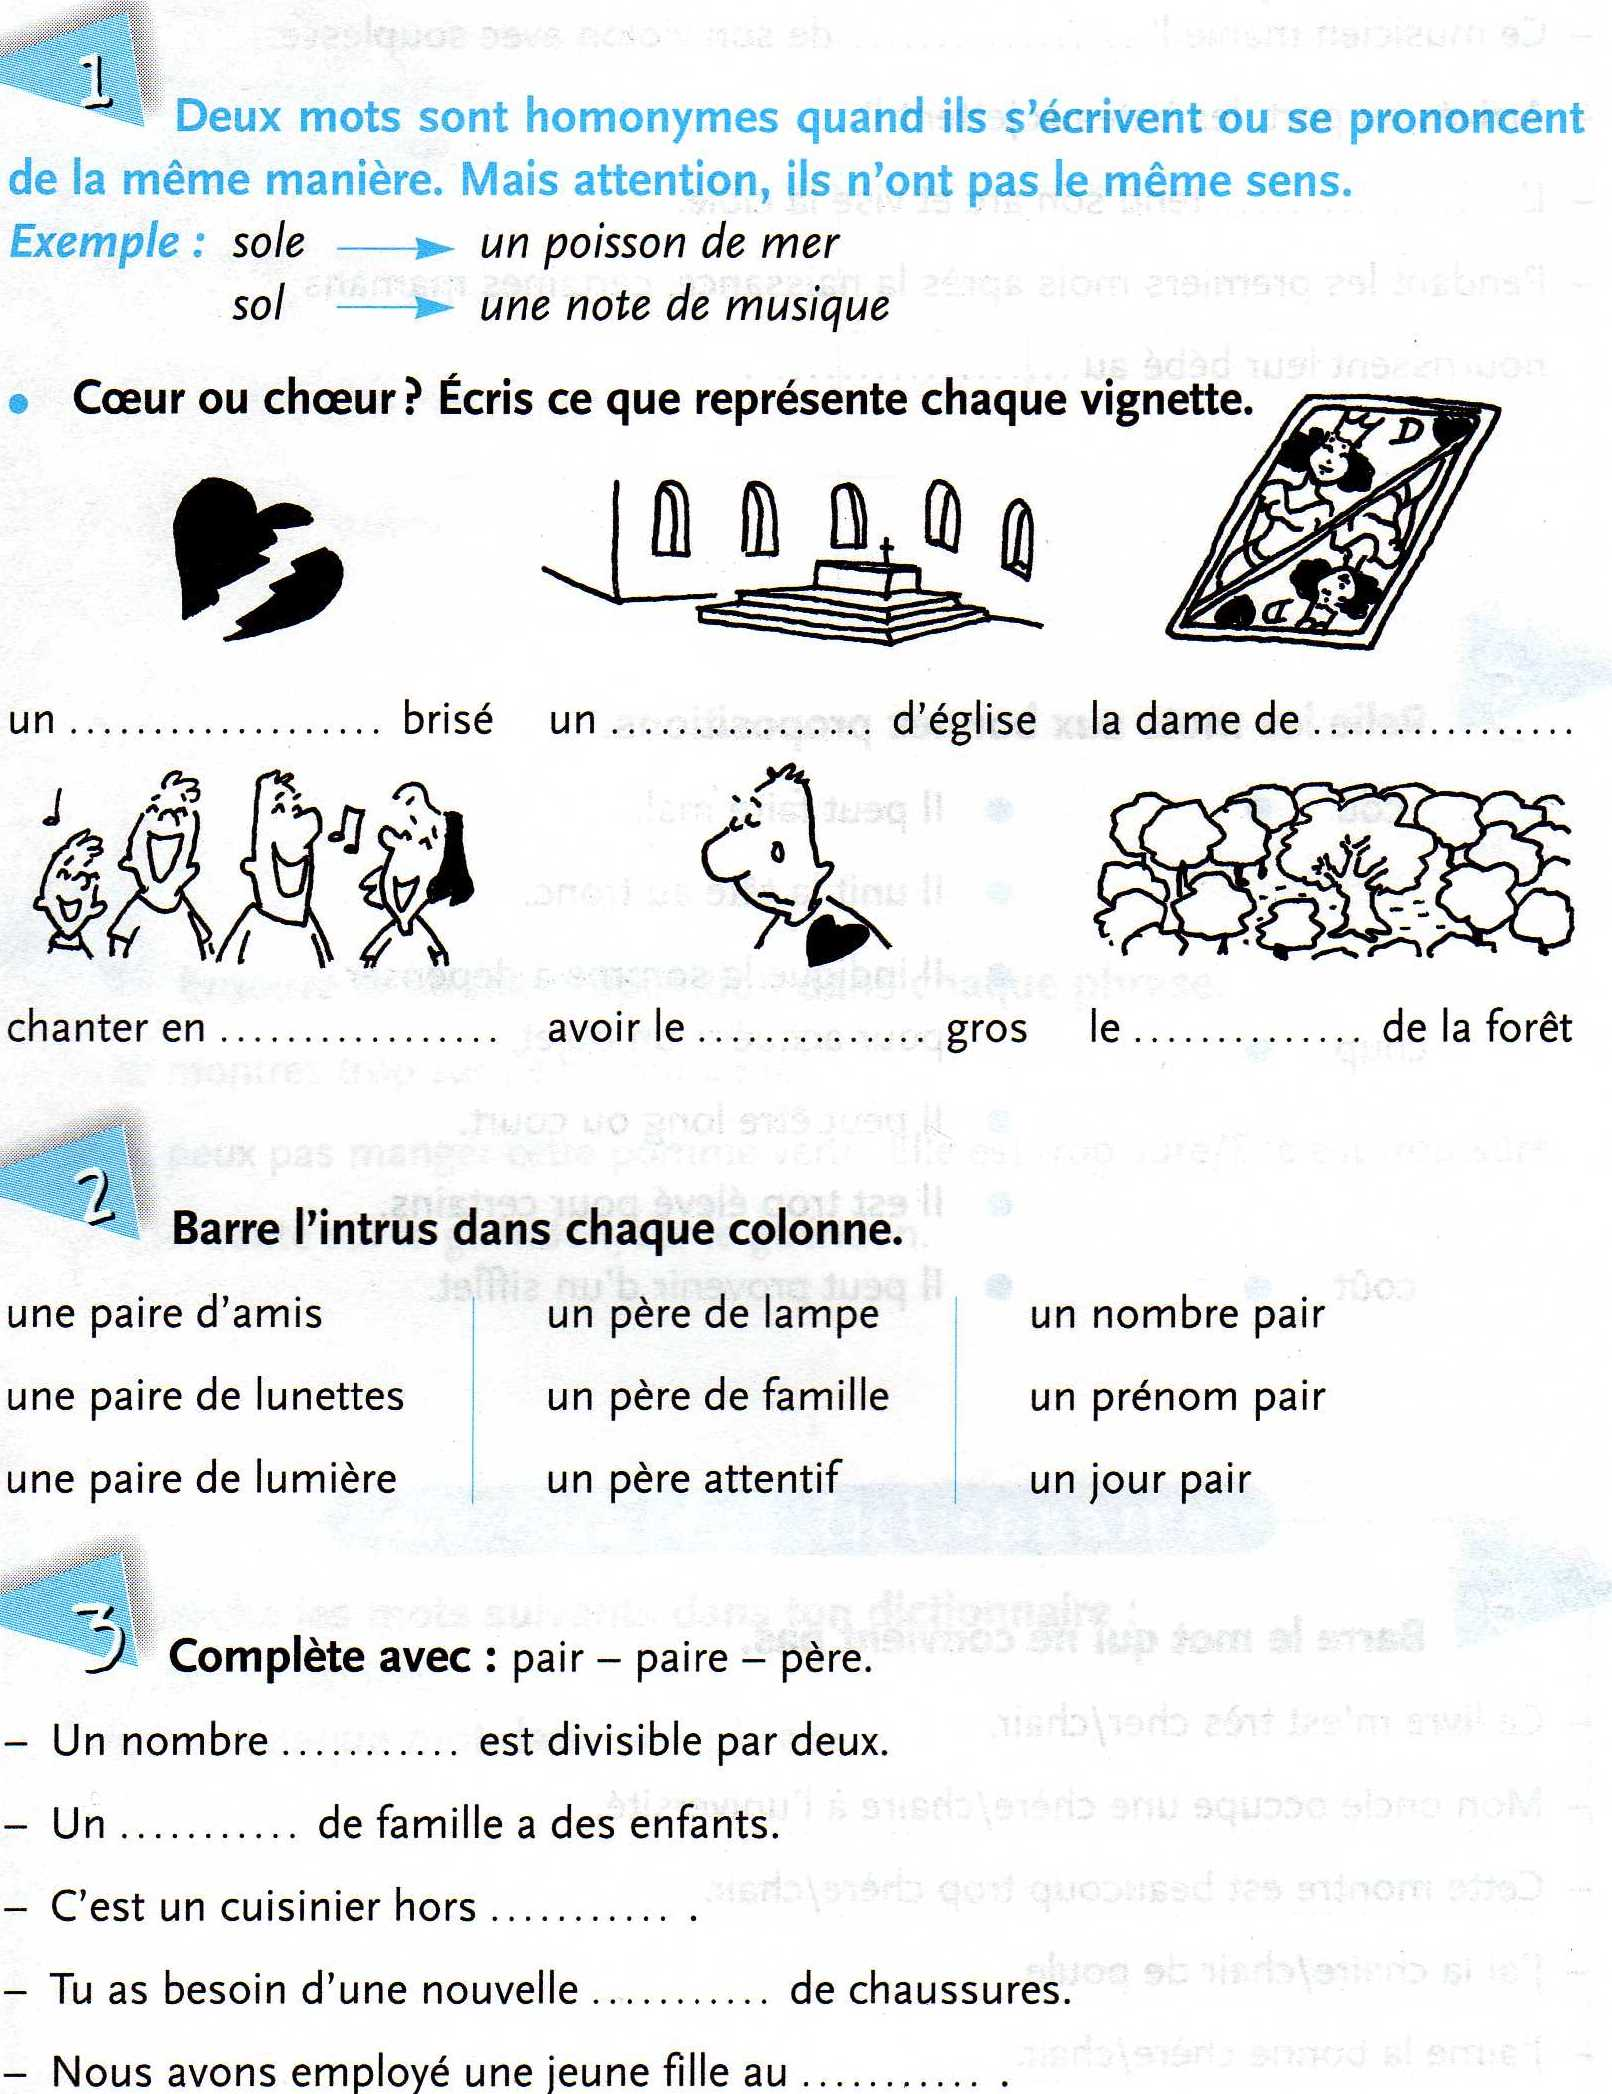 1
Deux mots sont homonymes quand ils s'écrivent ou se prononcent
de la même manière. Mais attention, ils n'ont pas le même sens.
Exemple : sole → un poisson de mer
sol → une note de musique
• Cœur ou chœur ? Écris ce que représente chaque vignette.
D
D
un .................... brisé un ................. d'église la dame de .................
chanter en .................. avoir le ............... gros le ............... de la forêt
2
Barre l'intrus dans chaque colonne.
une paire d'amis un père de lampe un nombre pair
une paire de lunettes un père de famille un prénom pair
une paire de lumière un père attentif un jour pair
3
Complète avec : pair – paire – père.
– Un nombre ........... est divisible par deux.
– Un ........... de famille a des enfants.
– C'est un cuisinier hors ........... .
– Tu as besoin d'une nouvelle ........... de chaussures.
– Nous avons employé une jeune fille au ........... .